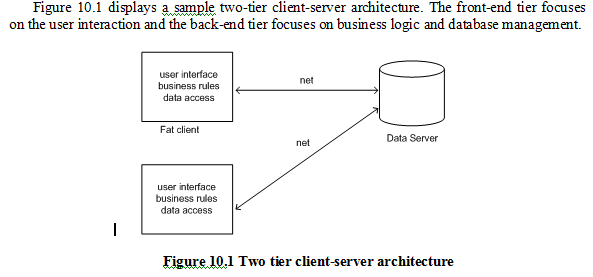 Figure 10.1 displays a sample two-tier client-server architecture. The front-end tier focuses
on the user interaction and the back-end tier focuses on business logic and database management.
user interface
business rules
data access
net
Fat client
Data Server
net
user interface
business rules
data access
Figure 10.1 Two tier client-server architecture